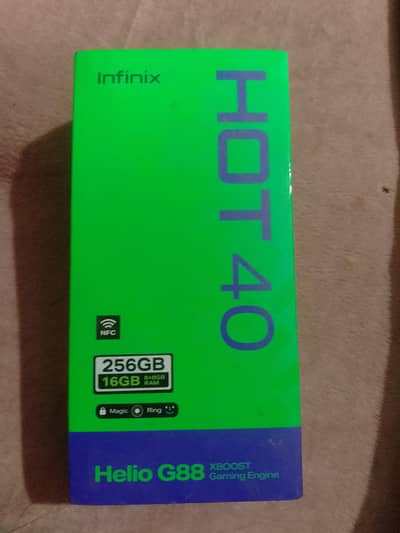 Infinix
HOT 40
NFC
256GB
16GB 8+8GB
RAM
Magic Ring
Helio G88 XBOOST
Gaming Engine